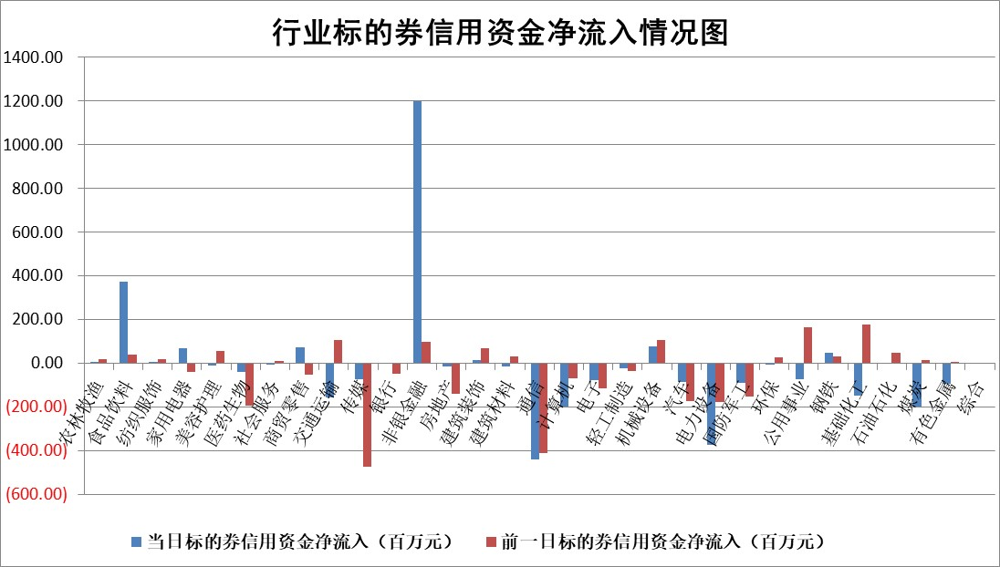 行业标的券信用资金净流入情况图
1400.00
1200.00
1000.00
800.00
600.00
400.00
200.00
0.00
(200.00)
(400.00)
(600.00)
农林牧渔
食品饮料
纺织服饰
家用电器
美容护理
医药生物
社会服务
商贸零售
交通运输
传媒
银行
非银金融
房地产
建筑装饰
建筑材料
通信
计算机
电子
轻工制造
机械设备
汽车
电力设备
国防军工
环保
公用事业
钢铁
基础化工
石油石化
煤炭
有色金属
综合
当日标的券信用资金净流入（百万元）
前一日标的券信用资金净流入（百万元）